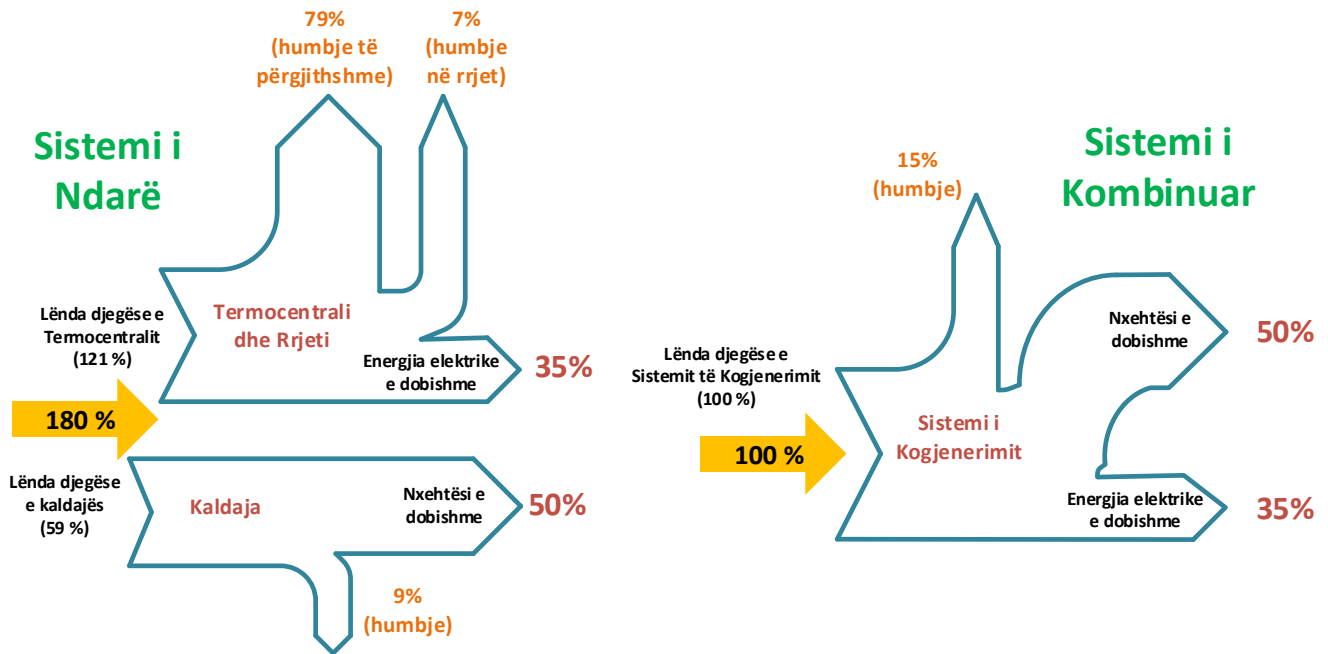 79%
(humbje të
përgjithshme)
7%
(humbje
në rrjet)
Sistemi i
Ndarë
Lënda djegëse e
Termocentralit
(121 %)
Termocentrali
dhe Rrjeti
Energjia elektrike
e dobishme
35%
180 %
Lënda djegëse
e kaldajës
(59 %)
Kaldaja
Nxehtësi e
dobishme
50%
9%
(humbje)
15%
(humbje)
Sistemi i
Kombinuar
Lënda djegëse e
Sistemit të Kogjenerimit
(100 %)
100 %
Sistemi i
Kogjenerimit
Nxehtësi e
dobishme
50%
Energjia elektrike
e dobishme
35%